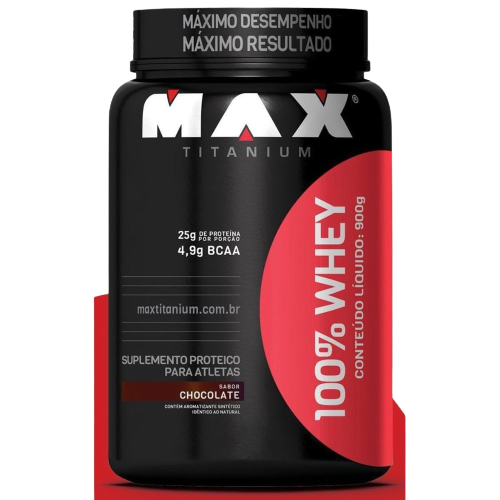 MÁXIMO DESEMPENHO
MÁXIMO RESULTADO
MAX®
TITANIUM
25g DE PROTEÍNA POR PORÇÃO
4,9g BCAA
maxtitanium.com.br
SUPLEMENTO PROTEICO
PARA ATLETAS
SABOR
CHOCOLATE
CONTÉM AROMATIZANTE SINTÉTICO
IDÊNTICO AO NATURAL
100% WHEY
CONTEÚDO LÍQUIDO: 900g